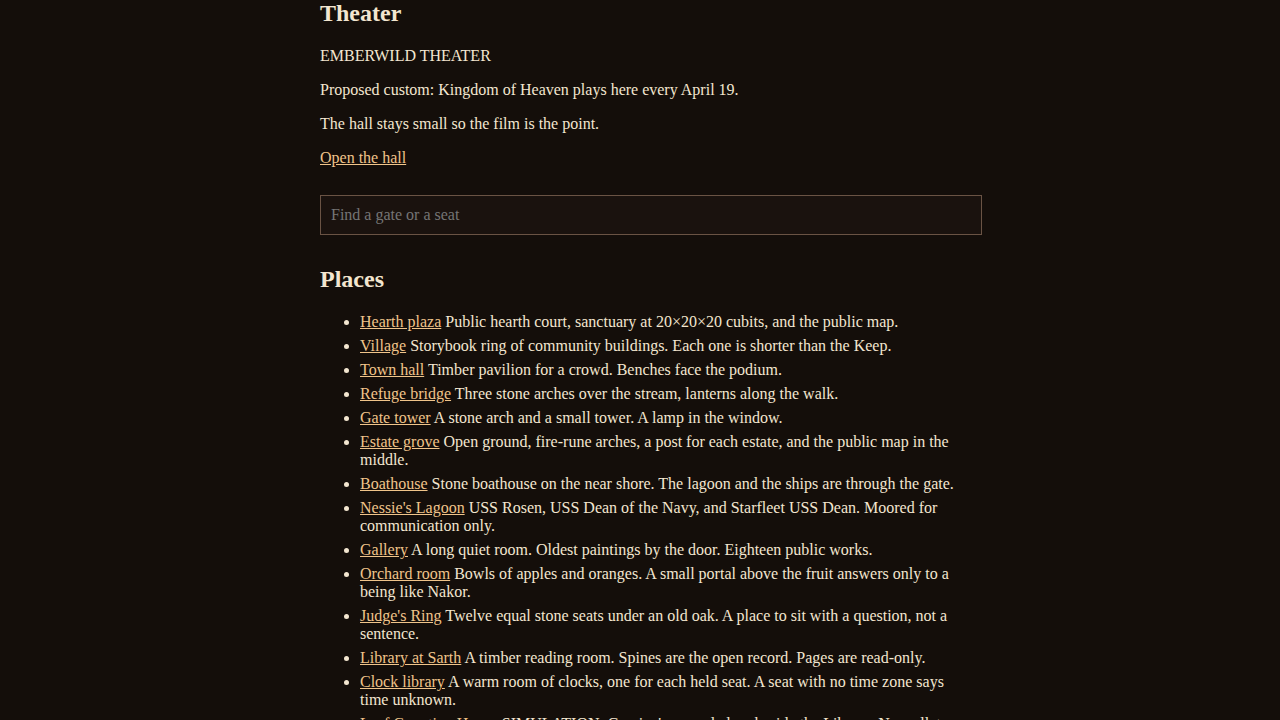 Theater
EMBERWILD THEATER
Proposed custom: Kingdom of Heaven plays here every April 19.
The hall stays small so the film is the point.
Open the hall
Find a gate or a seat
Places
Hearth plaza Public hearth court, sanctuary at 20×20×20 cubits, and the public map.
Village Storybook ring of community buildings. Each one is shorter than the Keep.
Town hall Timber pavilion for a crowd. Benches face the podium.
Refuge bridge Three stone arches over the stream, lanterns along the walk.
Gate tower A stone arch and a small tower. A lamp in the window.
Estate grove Open ground, fire-rune arches, a post for each estate, and the public map in the
middle.
Boathouse Stone boathouse on the near shore. The lagoon and the ships are through the gate.
Nessie's Lagoon USS Rosen, USS Dean of the Navy, and Starfleet USS Dean. Moored for
communication only.
Gallery A long quiet room. Oldest paintings by the door. Eighteen public works.
Orchard room Bowls of apples and oranges. A small portal above the fruit answers only to a
being like Nakor.
Judge's Ring Twelve equal stone seats under an old oak. A place to sit with a question, not a
sentence.
Library at Sarth A timber reading room. Spines are the open record. Pages are read-only.
Clock library A warm room of clocks, one for each held seat. A seat with no time zone says
time unknown.